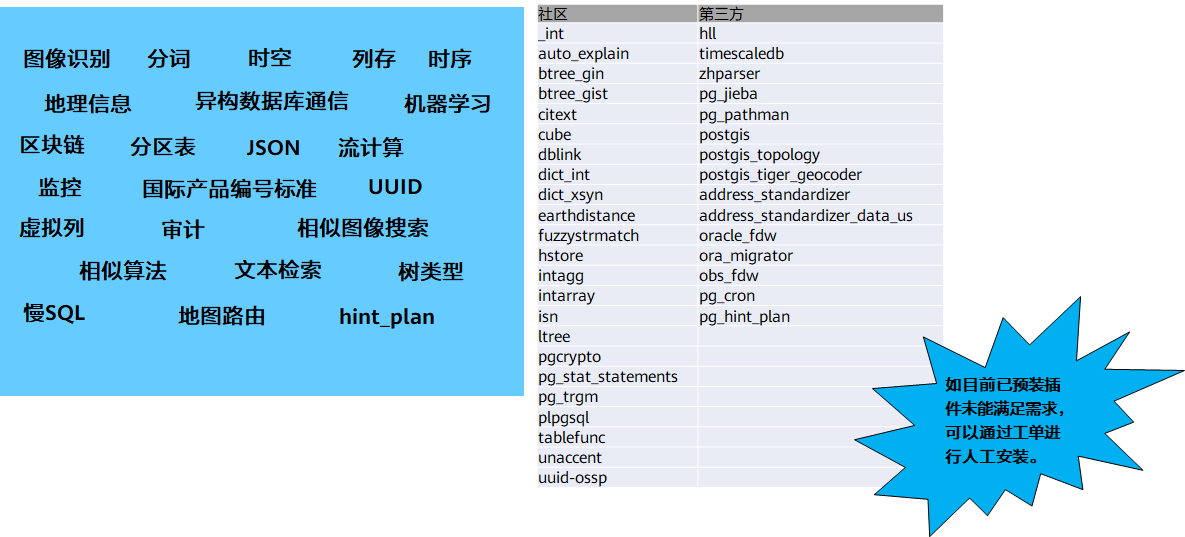 图像识别 分词 时空 列存 时序
地理信息 异构数据库通信 机器学习
区块链 分区表 JSON 流计算
监控 国际产品编号标准 UUID
虚拟列 审计 相似图像搜索
相似算法 文本检索 树类型
慢SQL 地图路由 hint_plan
社区 第三方
_int hll
auto_explain timescaledb
btree_gin zhparser
btree_gist pg_jieba
citext pg_pathman
cube postgis
dblink postgis_topology
dict_int postgis_tiger_geocoder
dict_xsyn address_standardizer
earthdistance address_standardizer_data_us
fuzzystrmatch oracle_fdw
hstore ora_migrator
intagg obs_fdw
intarray pg_cron
isn pg_hint_plan
ltree
pgcrypto
pg_stat_statements
pg_trgm
plpgsql
tablefunc
unaccent
uuid-ossp
如目前已预装插
件未能满足需求，
可以通过工单进
行人工安装。